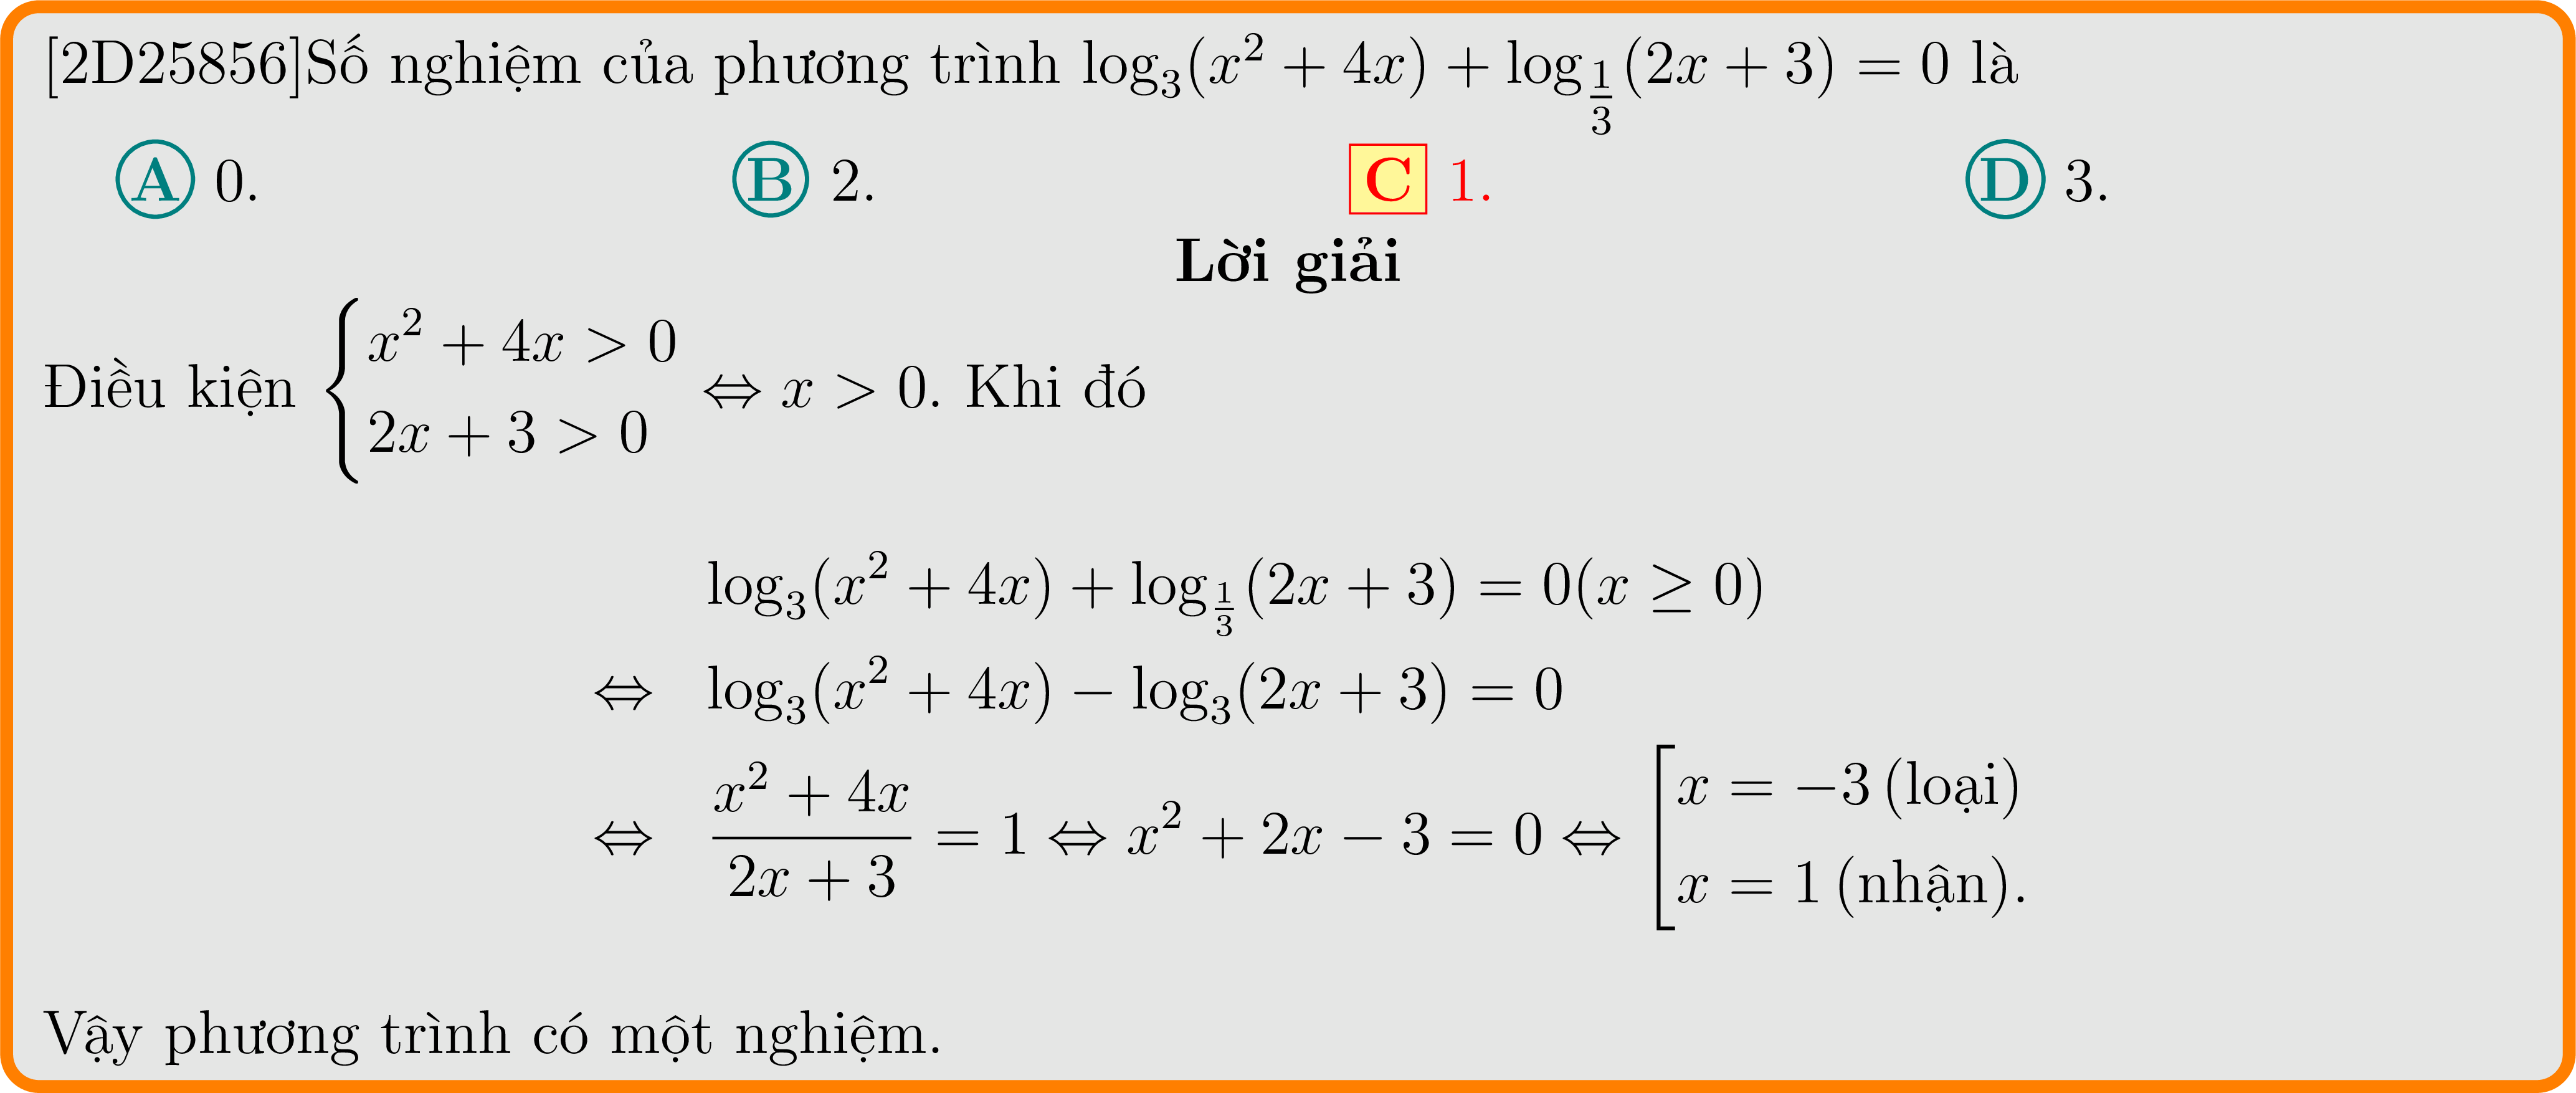 [2D25856]Số nghiệm của phương trình $\log_3(x^2 + 4x) + \log_{\frac{1}{3}}(2x + 3) = 0$ là
A 0. B 2. C 1. D 3.
Lời giải
Điều kiện $\begin{cases} x^2 + 4x > 0 \\ 2x + 3 > 0 \end{cases} \Leftrightarrow x > 0$. Khi đó
$\log_3(x^2 + 4x) + \log_{\frac{1}{3}}(2x + 3) = 0(x \geq 0)$
$\Leftrightarrow \log_3(x^2 + 4x) - \log_3(2x + 3) = 0$
$\Leftrightarrow \frac{x^2 + 4x}{2x + 3} = 1 \Leftrightarrow x^2 + 2x - 3 = 0 \Leftrightarrow \left[\begin{array}{l} x = -3 \text{ (loại)} \\ x = 1 \text{ (nhận)}. \end{array}\right.$
Vậy phương trình có một nghiệm.